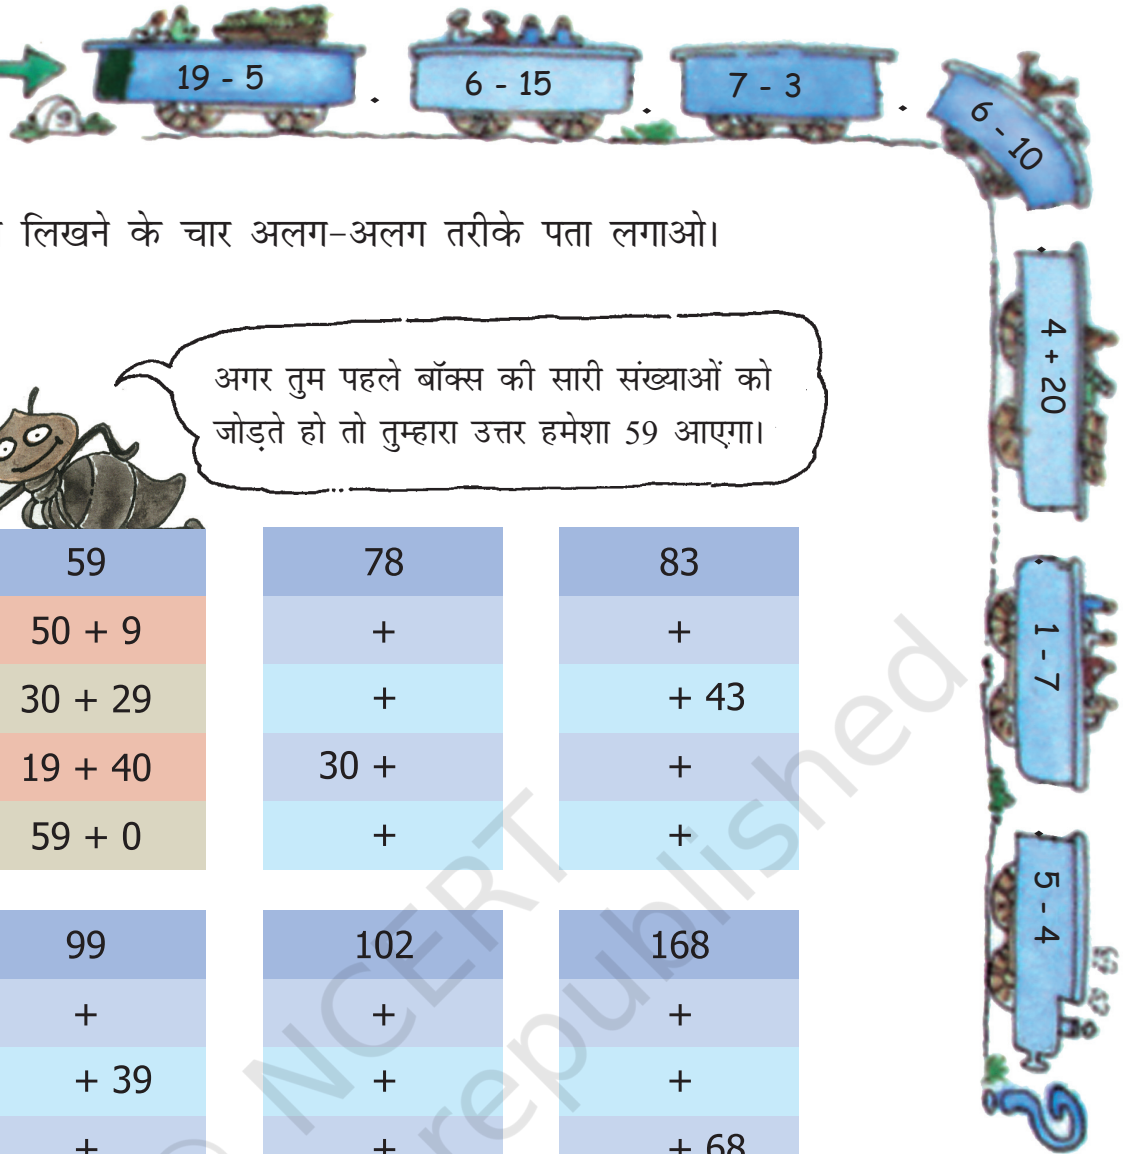 19 - 5
6 - 15
7 - 3
6 - 10
4 + 20
1 - 7
5 - 4
?
लिखने के चार अलग-अलग तरीके पता लगाओ।
अगर तुम पहले बॉक्स की सारी संख्याओं को
जोड़ते हो तो तुम्हारा उत्तर हमेशा 59 आएगा।
59 78 83
50 + 9 + +
30 + 29 + + 43
19 + 40 30 + +
59 + 0 + +
99 102 168
+ + +
+ 39 + +
+ + + 68
© NCERT
republished